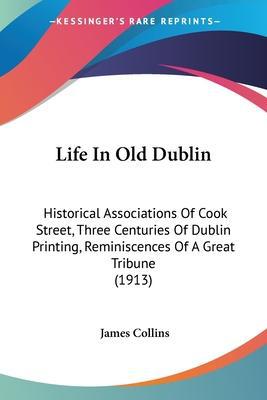 KESSINGER'S RARE REPRINTS
Life In Old Dublin
Historical Associations Of Cook
Street, Three Centuries Of Dublin
Printing, Reminiscences Of A Great
Tribune
(1913)
James Collins